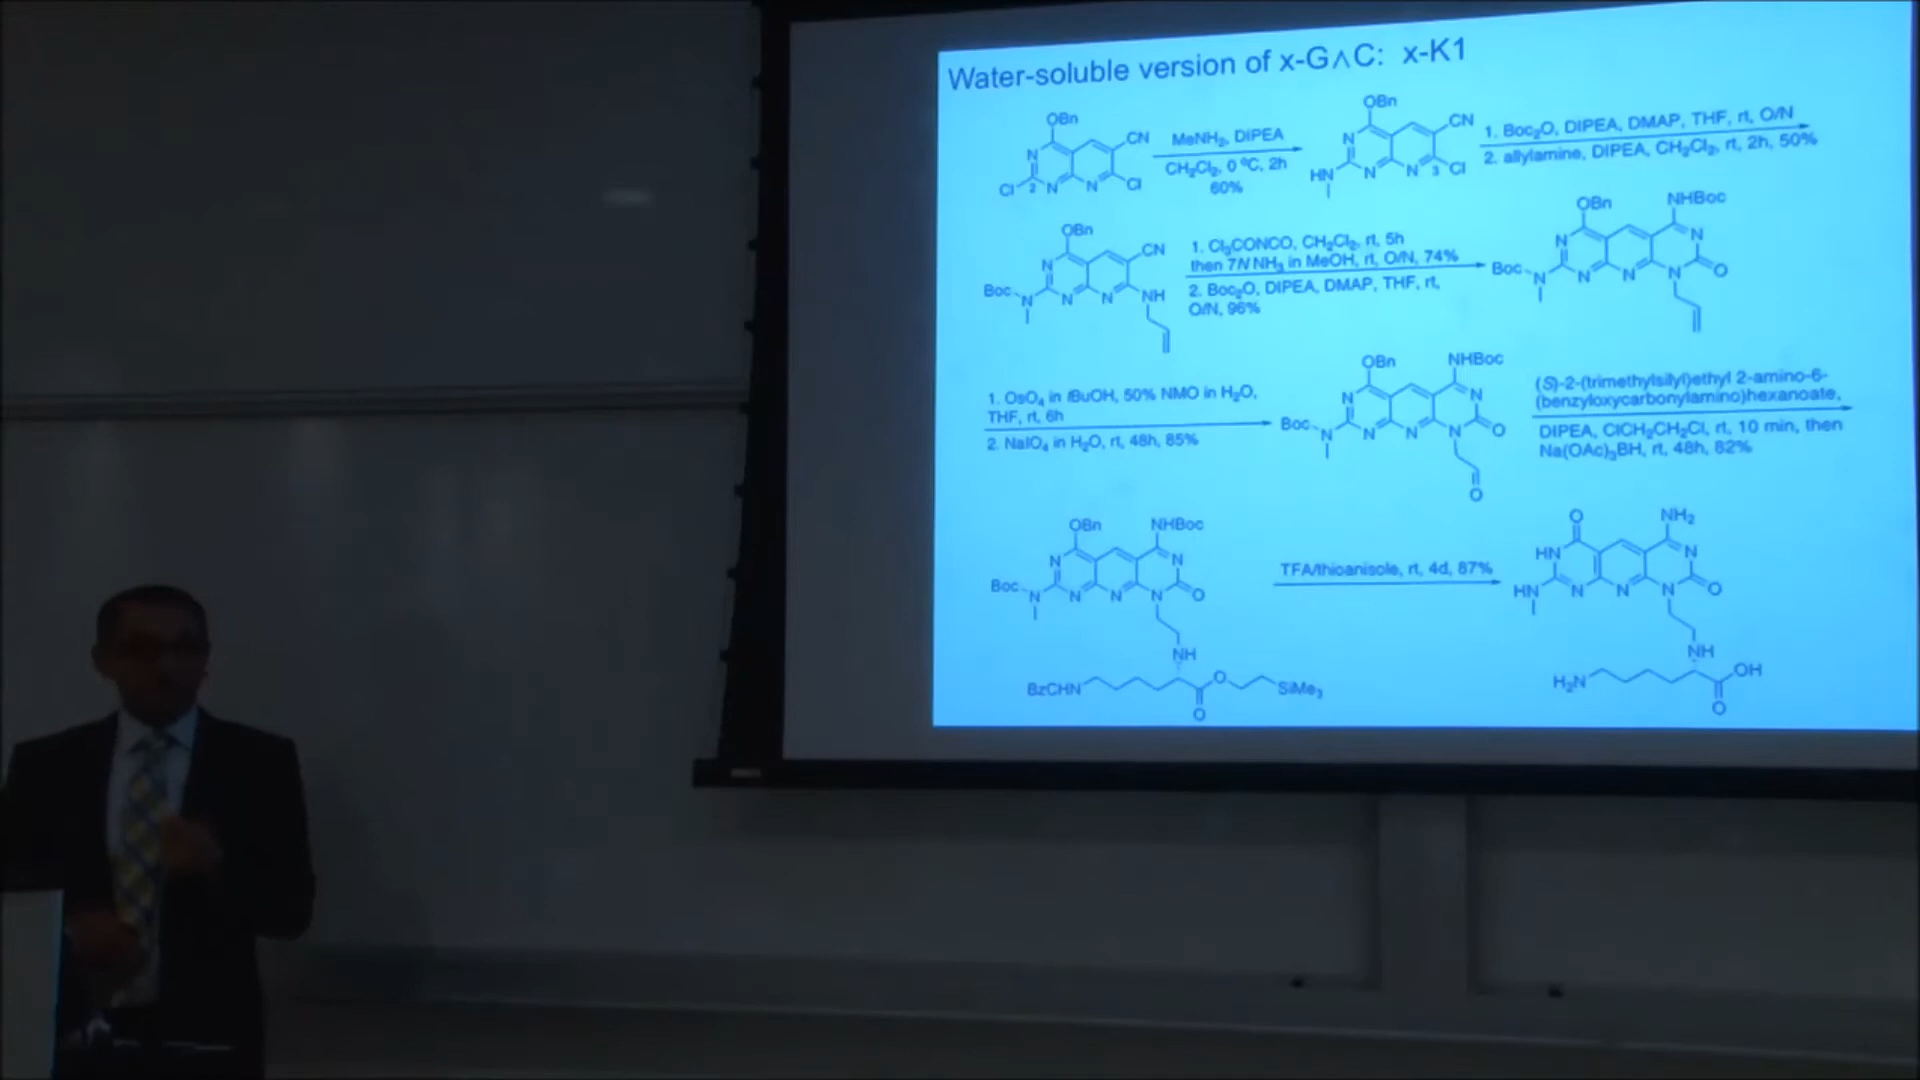 Water-soluble version of x-G∧C: x-K1
OBn
N
CN
Cl 2 N N Cl
MeNH₂, DIPEA
CH₂Cl₂, 0 ºC, 2h
60%
OBn
N
CN
HN N N 3 Cl
1. Boc₂O, DIPEA, DMAP, THF, rt, O/N
2. allylamine, DIPEA, CH₂Cl₂, rt, 2h, 50%
OBn
N
CN
Boc N N N NH
1. Cl₃CONCO, CH₂Cl₂, rt, 5h
then 7N NH₃ in MeOH, rt, O/N, 74%
2. Boc₂O, DIPEA, DMAP, THF, rt,
O/N, 96%
OBn NHBoc
N N
Boc N N N N O
1. OsO₄ in tBuOH, 50% NMO in H₂O,
THF, rt, 6h
2. NaIO₄ in H₂O, rt, 48h, 85%
OBn NHBoc
N N
Boc N N N N O
O
(S)-2-(trimethylsilyl)ethyl 2-amino-6-
(benzyloxycarbonylamino)hexanoate,
DIPEA, ClCH₂CH₂Cl, rt, 10 min, then
Na(OAc)₃BH, rt, 48h, 82%
OBn NHBoc
N N
Boc N N N N O
NH
BzCHN O SiMe₃
O
TFA/thioanisole, rt, 4d, 87%
O NH₂
HN N
HN N N N O
NH
H₂N OH
O